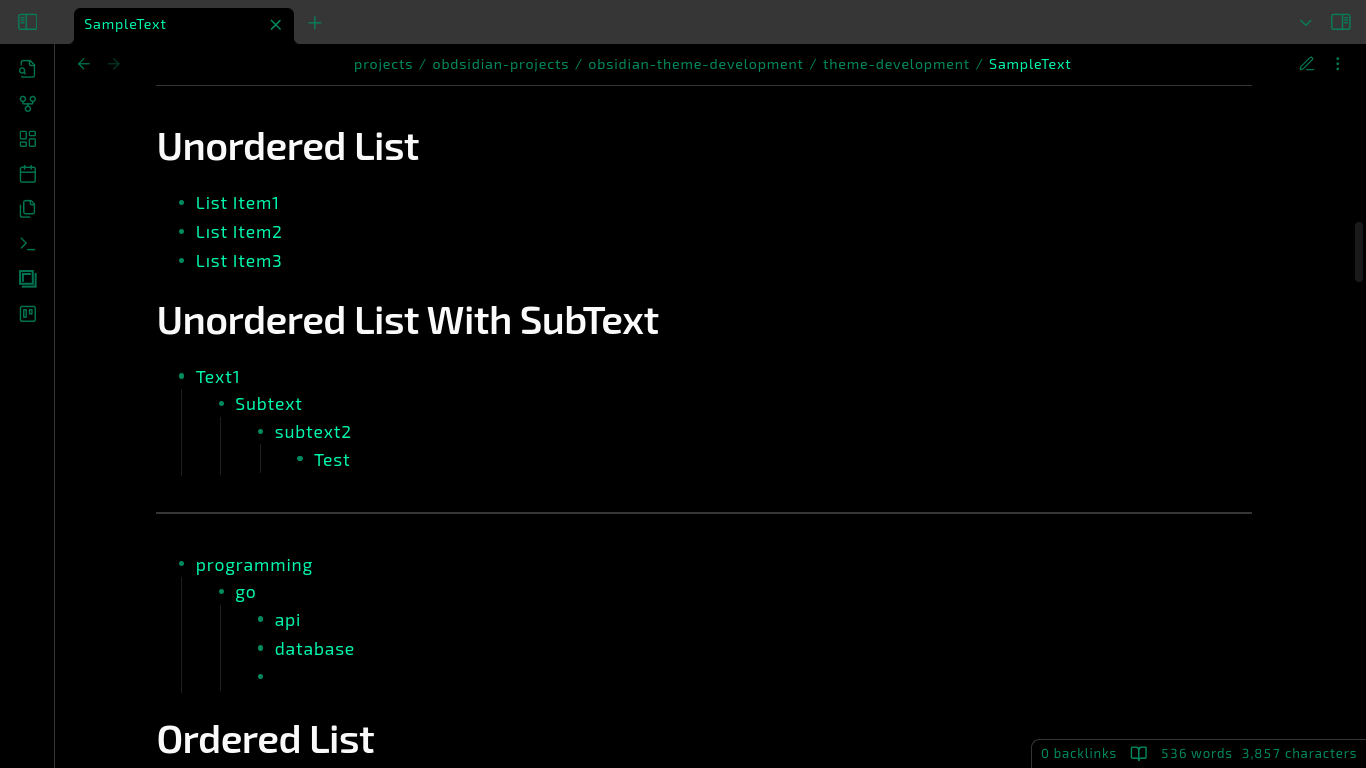 SampleText
projects / obdsidian-projects / obsidian-theme-development / theme-development / SampleText
Unordered List
List Item1
List Item2
List Item3
Unordered List With SubText
Text1
Subtext
subtext2
Test
programming
go
api
database
Ordered List
0 backlinks 536 words 3,857 characters